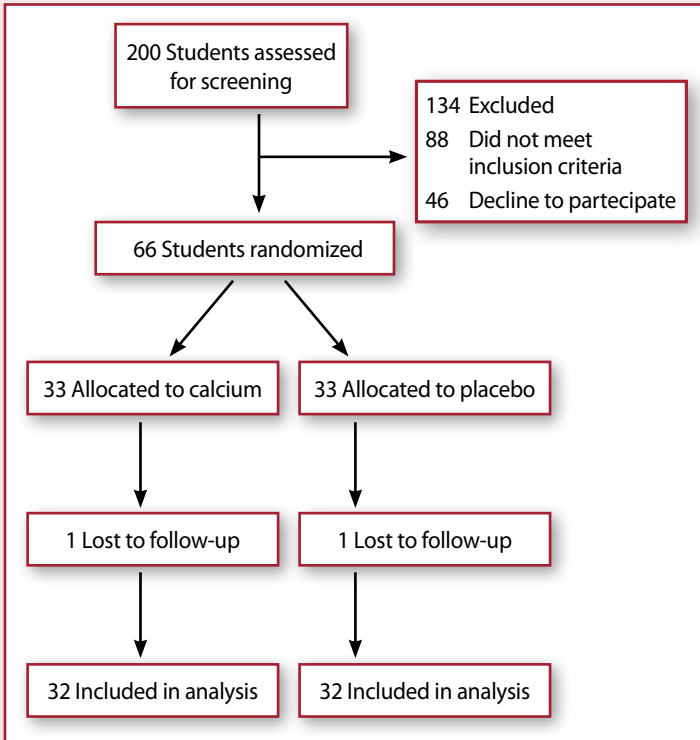 200 Students assessed
for screening
134 Excluded
88 Did not meet
inclusion criteria
46 Decline to partecipate
66 Students randomized
33 Allocated to calcium
33 Allocated to placebo
1 Lost to follow-up
1 Lost to follow-up
32 Included in analysis
32 Included in analysis